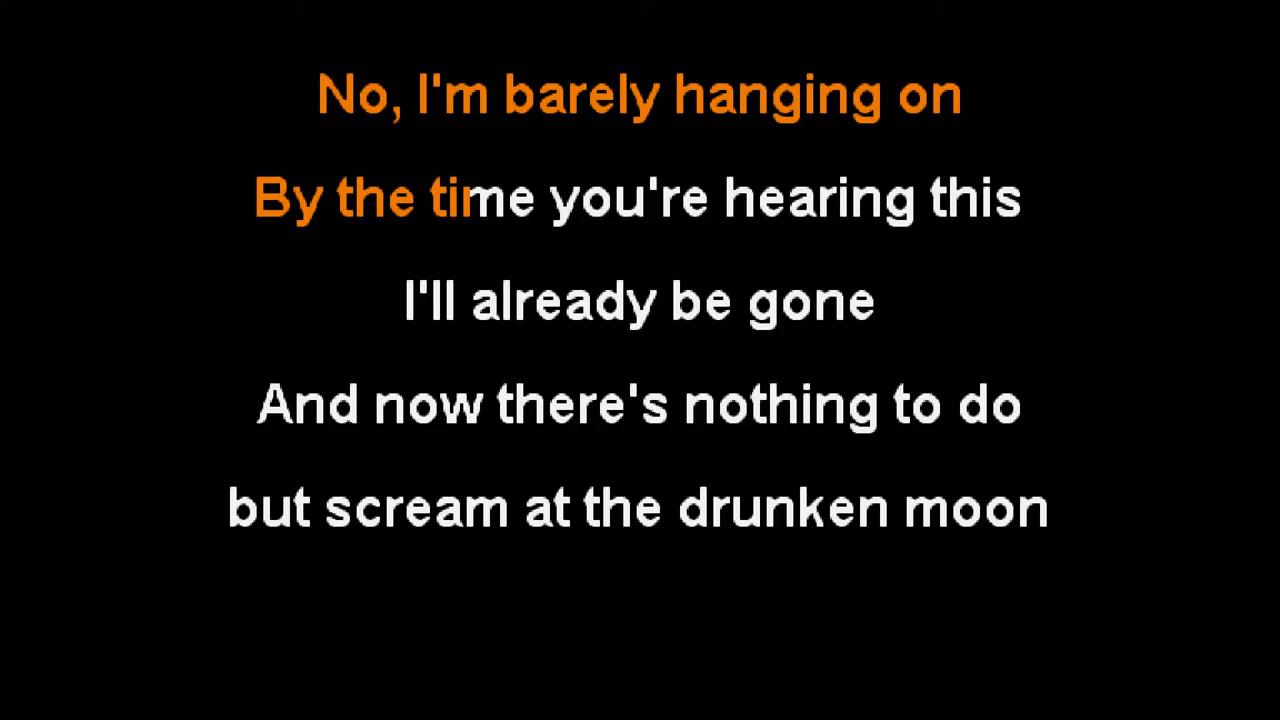 No, I'm barely hanging on
By the time you're hearing this
I'll already be gone
And now there's nothing to do
but scream at the drunken moon